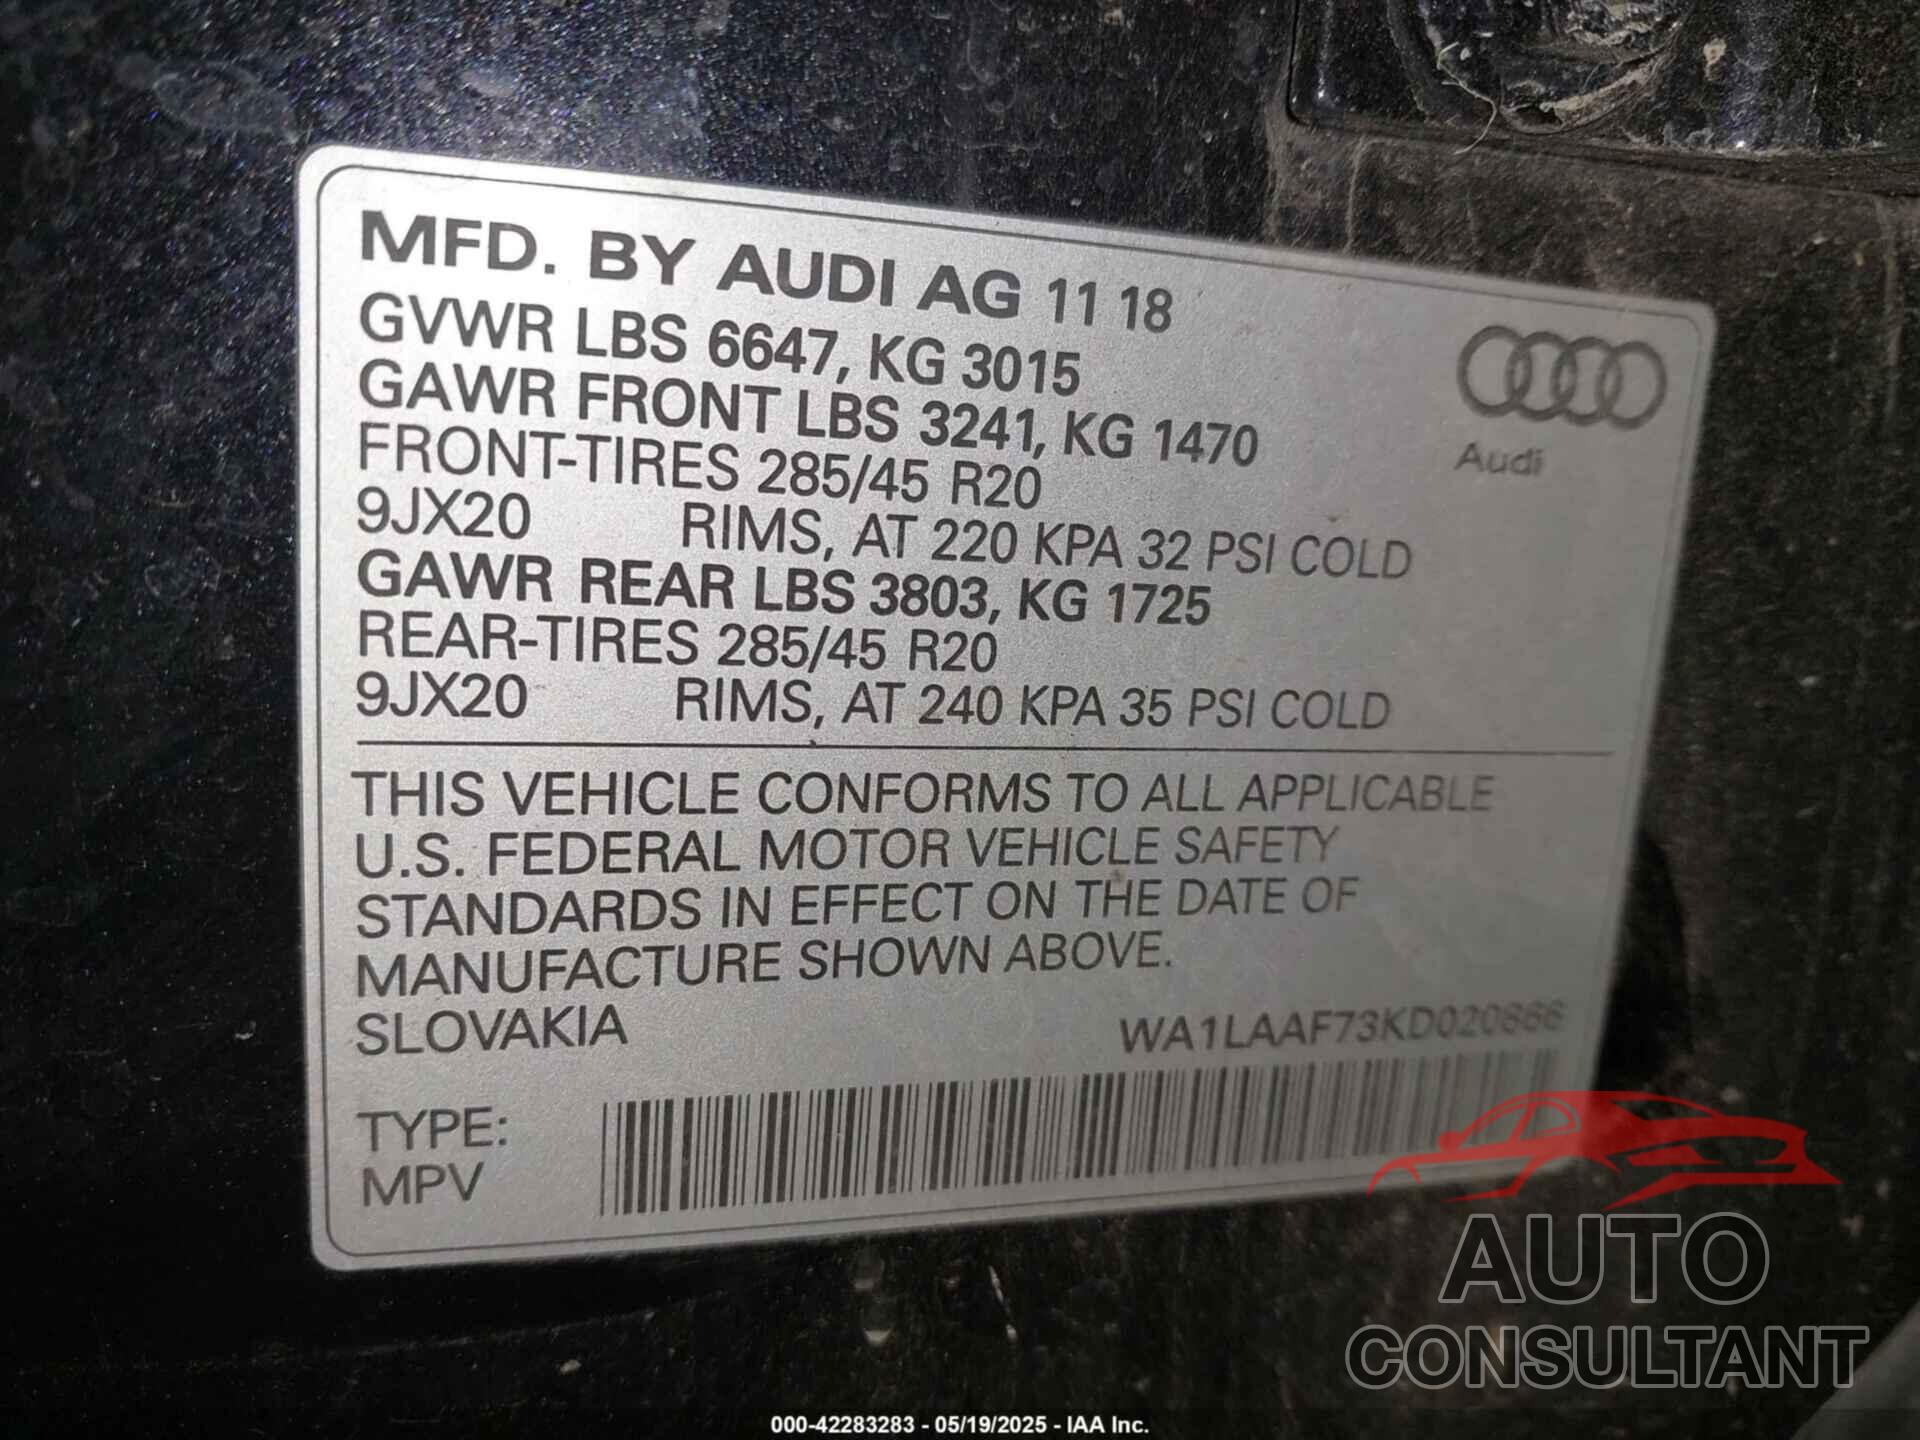 MFD. BY AUDI AG 11 18
GVWR LBS 6647, KG 3015
GAWR FRONT LBS 3241, KG 1470
FRONT-TIRES 285/45 R20
9JX20 RIMS, AT 220 KPA 32 PSI COLD
GAWR REAR LBS 3803, KG 1725
REAR-TIRES 285/45 R20
9JX20 RIMS, AT 240 KPA 35 PSI COLD
Audi
THIS VEHICLE CONFORMS TO ALL APPLICABLE
U.S. FEDERAL MOTOR VEHICLE SAFETY
STANDARDS IN EFFECT ON THE DATE OF
MANUFACTURE SHOWN ABOVE.
SLOVAKIA WA1LAAF73KD020866
TYPE:
MPV
AUTO
CONSULTANT
000-42283283 - 05/19/2025 - IAA Inc.